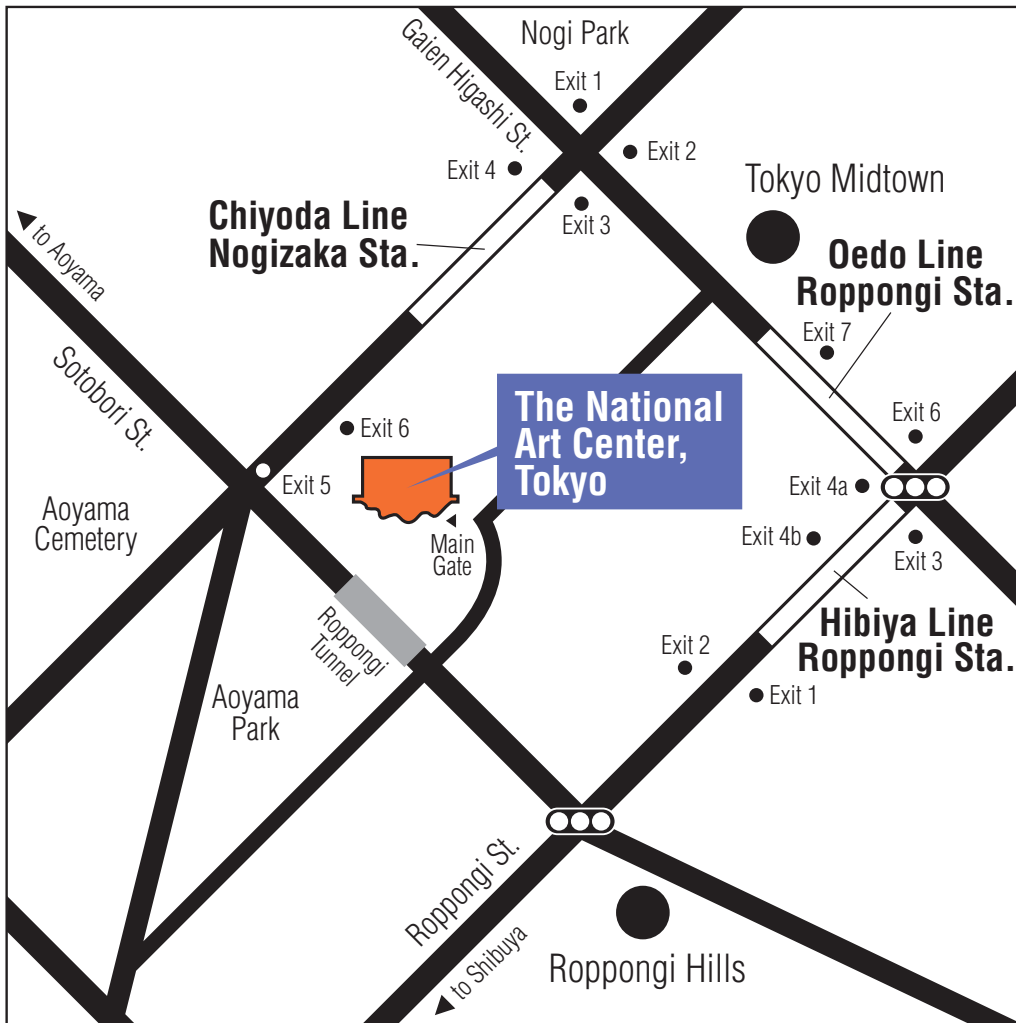 Nogi Park
Gaien Higashi St.
Exit 1
Exit 2
Exit 4
Exit 3
Tokyo Midtown
Chiyoda Line
Nogizaka Sta.
to Aoyama
Oedo Line
Roppongi Sta.
Exit 7
Sotobori St.
The National
Art Center,
Tokyo
Exit 6
Exit 6
Exit 5
Exit 4a
Aoyama
Cemetery
Main
Gate
Exit 4b
Exit 3
Roppongi
Tunnel
Hibiya Line
Roppongi Sta.
Exit 2
Exit 1
Aoyama
Park
Roppongi St.
to Shibuya
Roppongi Hills